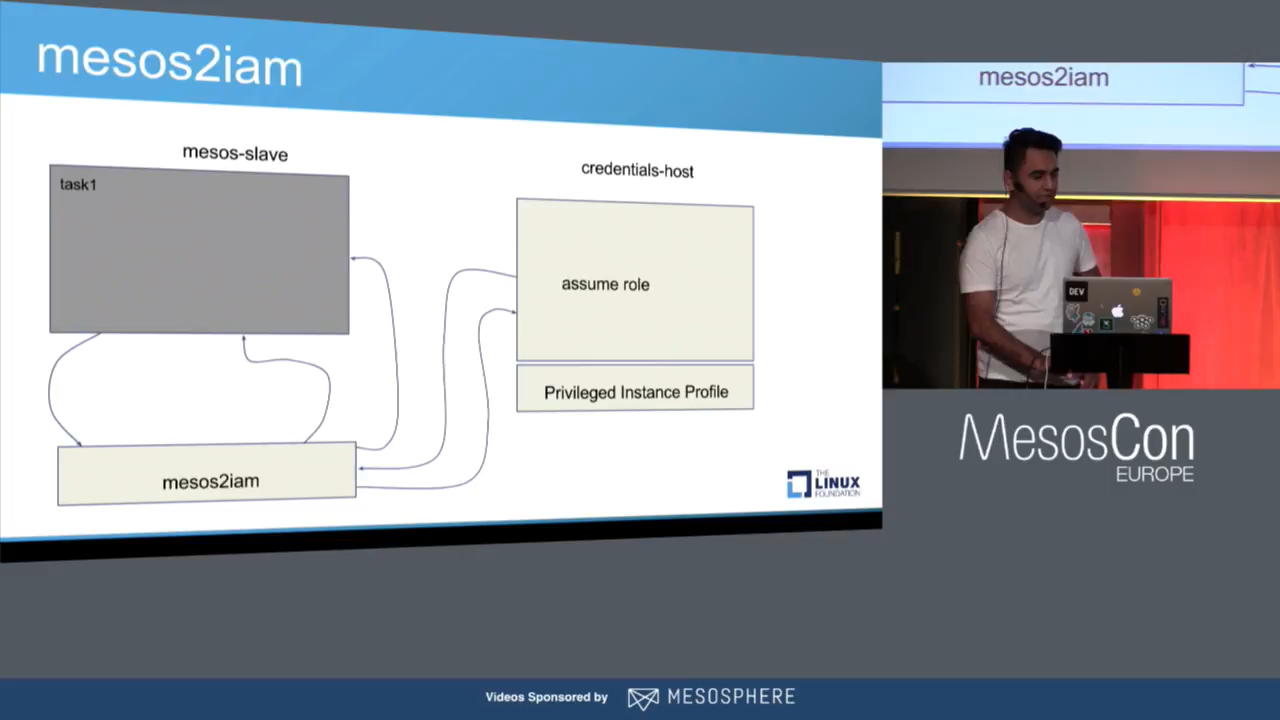 mesos2iam
mesos-slave
task1
mesos2iam
credentials-host
assume role
Privileged Instance Profile
THE
LINUX
FOUNDATION
mesos2iam
DEV
MesosCon
EUROPE
Videos Sponsored by
MESOSPHERE